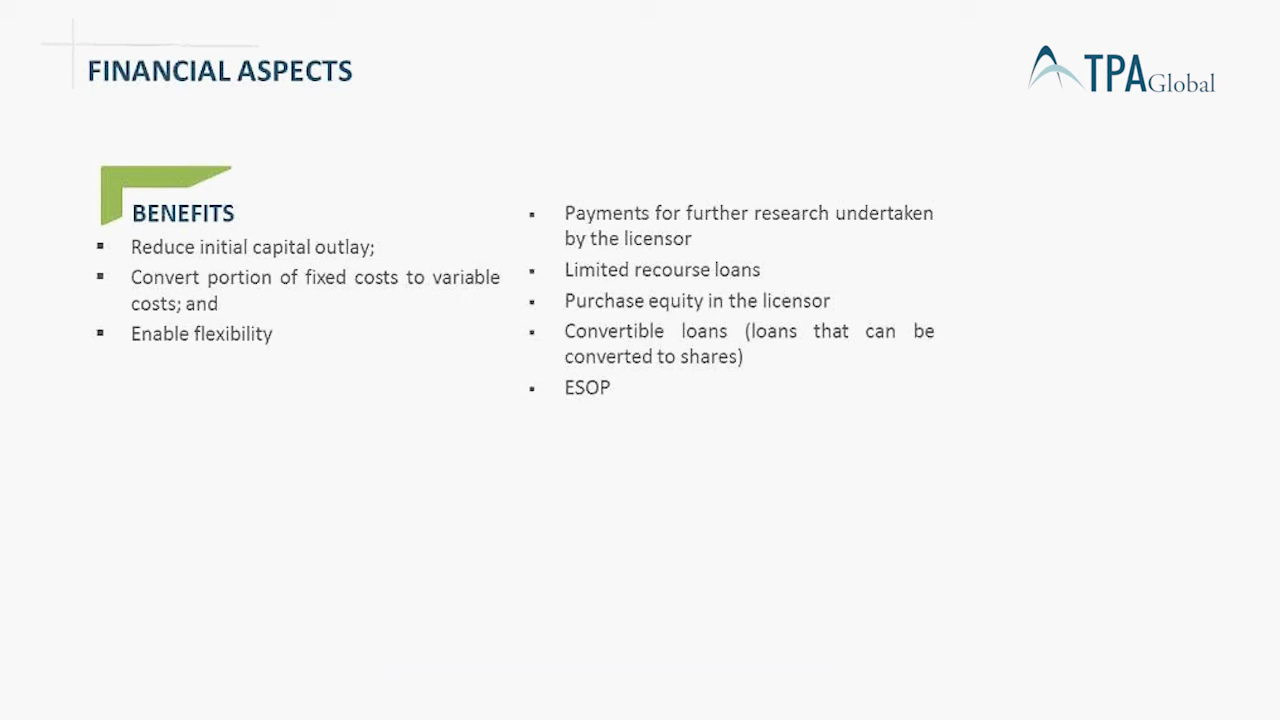 FINANCIAL ASPECTS
TPAGlobal
BENEFITS
▪ Reduce initial capital outlay;
▪ Convert portion of fixed costs to variable
costs; and
▪ Enable flexibility
▪ Payments for further research undertaken
by the licensor
▪ Limited recourse loans
▪ Purchase equity in the licensor
▪ Convertible loans (loans that can be
converted to shares)
▪ ESOP